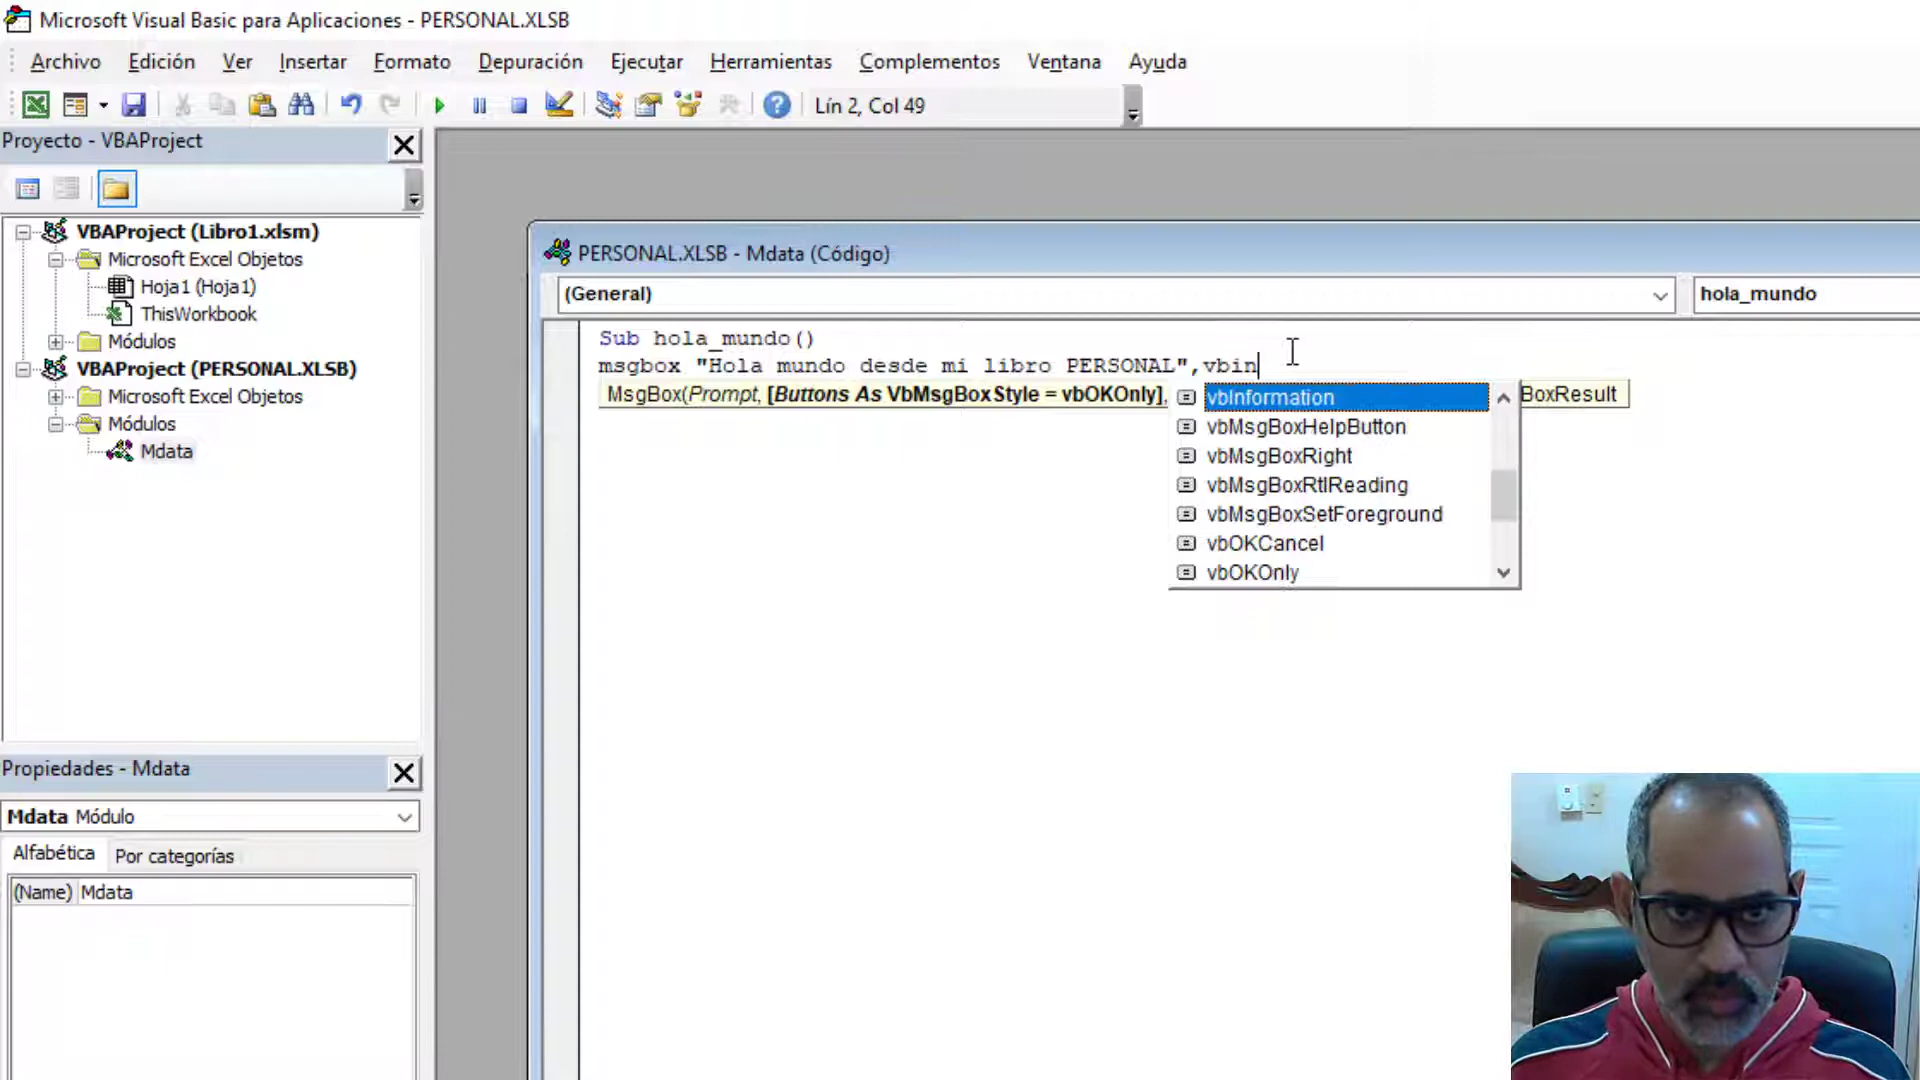 Microsoft Visual Basic para Aplicaciones - PERSONAL.XLSB
Archivo Edición Ver Insertar Formato Depuración Ejecutar Herramientas Complementos Ventana Ayuda
Lín 2, Col 49
Proyecto - VBAProject
VBAProject (Libro1.xlsm)
Microsoft Excel Objetos
Hoja1 (Hoja1)
ThisWorkbook
Módulos
VBAProject (PERSONAL.XLSB)
Microsoft Excel Objetos
Módulos
Mdata
Propiedades - Mdata
Mdata Módulo
Alfabética Por categorías
(Name) Mdata
PERSONAL.XLSB - Mdata (Código)
(General) hola_mundo
Sub hola_mundo()
msgbox "Hola mundo desde mi libro PERSONAL",vbin
MsgBox(Prompt, [Buttons As VbMsgBoxStyle = vbOKOnly], BoxResult
vbInformation
vbMsgBoxHelpButton
vbMsgBoxRight
vbMsgBoxRtlReading
vbMsgBoxSetForeground
vbOKCancel
vbOKOnly